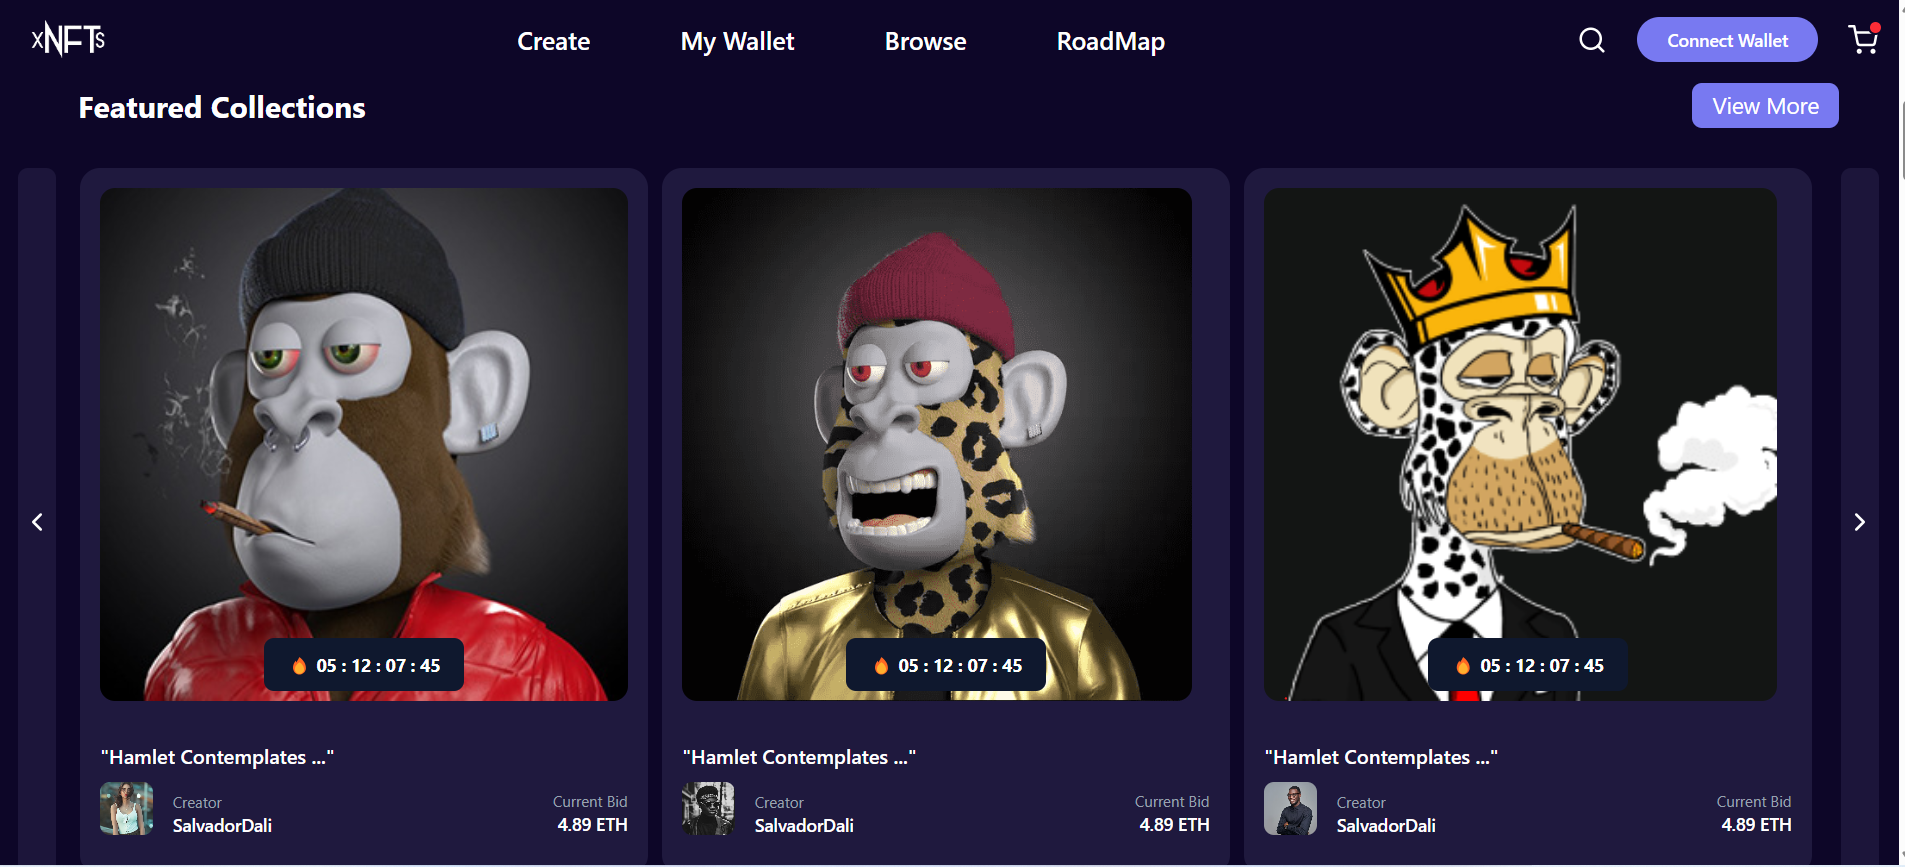 xNFTs
Create
My Wallet
Browse
RoadMap
Connect Wallet
Featured Collections
View More
05 : 12 : 07 : 45
05 : 12 : 07 : 45
05 : 12 : 07 : 45
"Hamlet Contemplates ..."
Creator
SalvadorDali
Current Bid
4.89 ETH
"Hamlet Contemplates ..."
Creator
SalvadorDali
Current Bid
4.89 ETH
"Hamlet Contemplates ..."
Creator
SalvadorDali
Current Bid
4.89 ETH